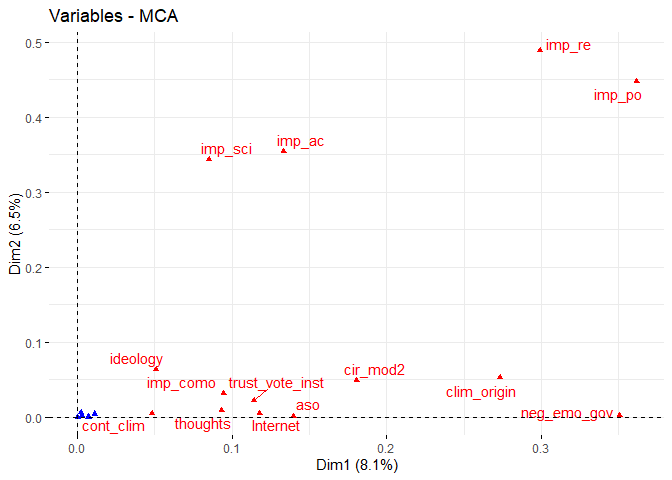 Variables - MCA
0.5
imp_re
imp_po
0.4
imp_ac
imp_sci
0.3
Dim2 (6.5%)
0.2
0.1
ideology
cir_mod2
imp_como
trust_vote_inst
clim_origin
aso
neg_emo_gov
0.0
cont_clim
thoughts
Internet
0.0
0.1
0.2
0.3
Dim1 (8.1%)